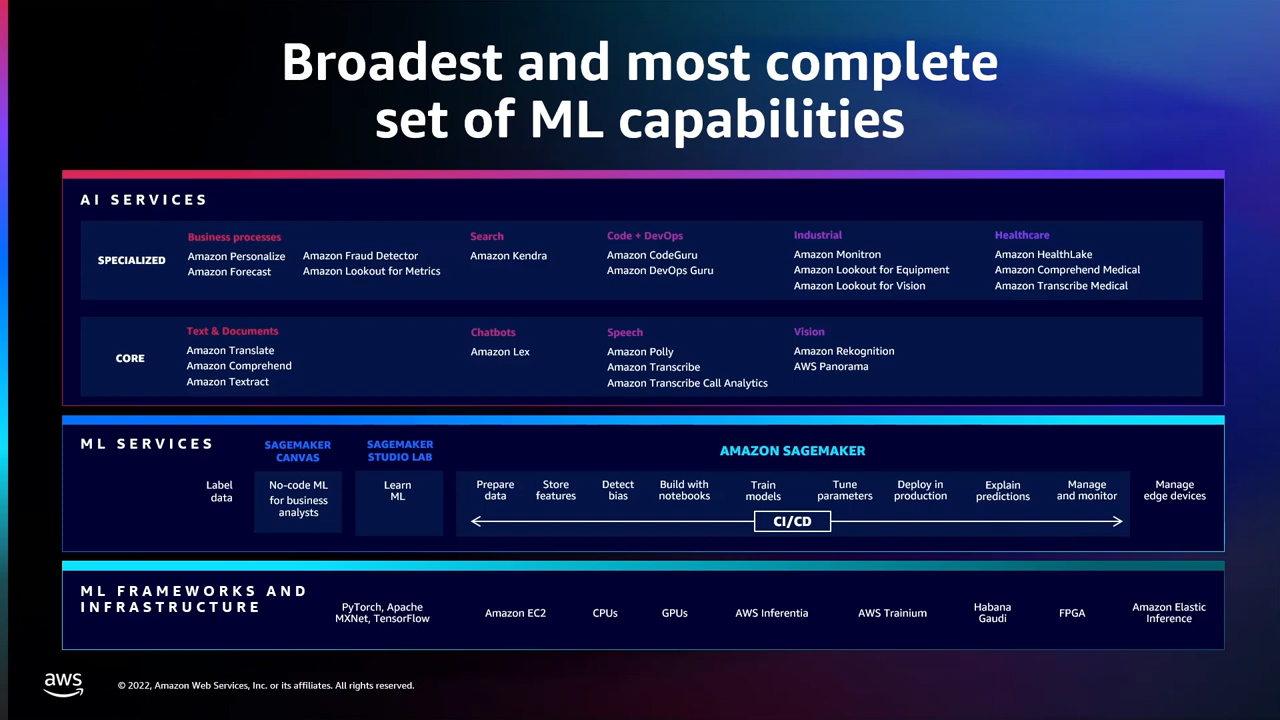 Broadest and most complete
set of ML capabilities
AI SERVICES
SPECIALIZED
Business processes
Amazon Personalize
Amazon Forecast
Amazon Fraud Detector
Amazon Lookout for Metrics
Search
Amazon Kendra
Code + DevOps
Amazon CodeGuru
Amazon DevOps Guru
Industrial
Amazon Monitron
Amazon Lookout for Equipment
Amazon Lookout for Vision
Healthcare
Amazon HealthLake
Amazon Comprehend Medical
Amazon Transcribe Medical
CORE
Text & Documents
Amazon Translate
Amazon Comprehend
Amazon Textract
Chatbots
Amazon Lex
Speech
Amazon Polly
Amazon Transcribe
Amazon Transcribe Call Analytics
Vision
Amazon Rekognition
AWS Panorama
ML SERVICES
Label
data
SAGEMAKER
CANVAS
No-code ML
for business
analysts
SAGEMAKER
STUDIO LAB
Learn
ML
AMAZON SAGEMAKER
Prepare
data
Store
features
Detect
bias
Build with
notebooks
Train
models
Tune
parameters
Deploy in
production
Explain
predictions
Manage
and monitor
CI/CD
Manage
edge devices
ML FRAMEWORKS AND
INFRASTRUCTURE
PyTorch, Apache
MXNet, TensorFlow
Amazon EC2
CPUs
GPUs
AWS Inferentia
AWS Trainium
Habana
Gaudi
FPGA
Amazon Elastic
Inference
aws
© 2022, Amazon Web Services, Inc. or its affiliates. All rights reserved.